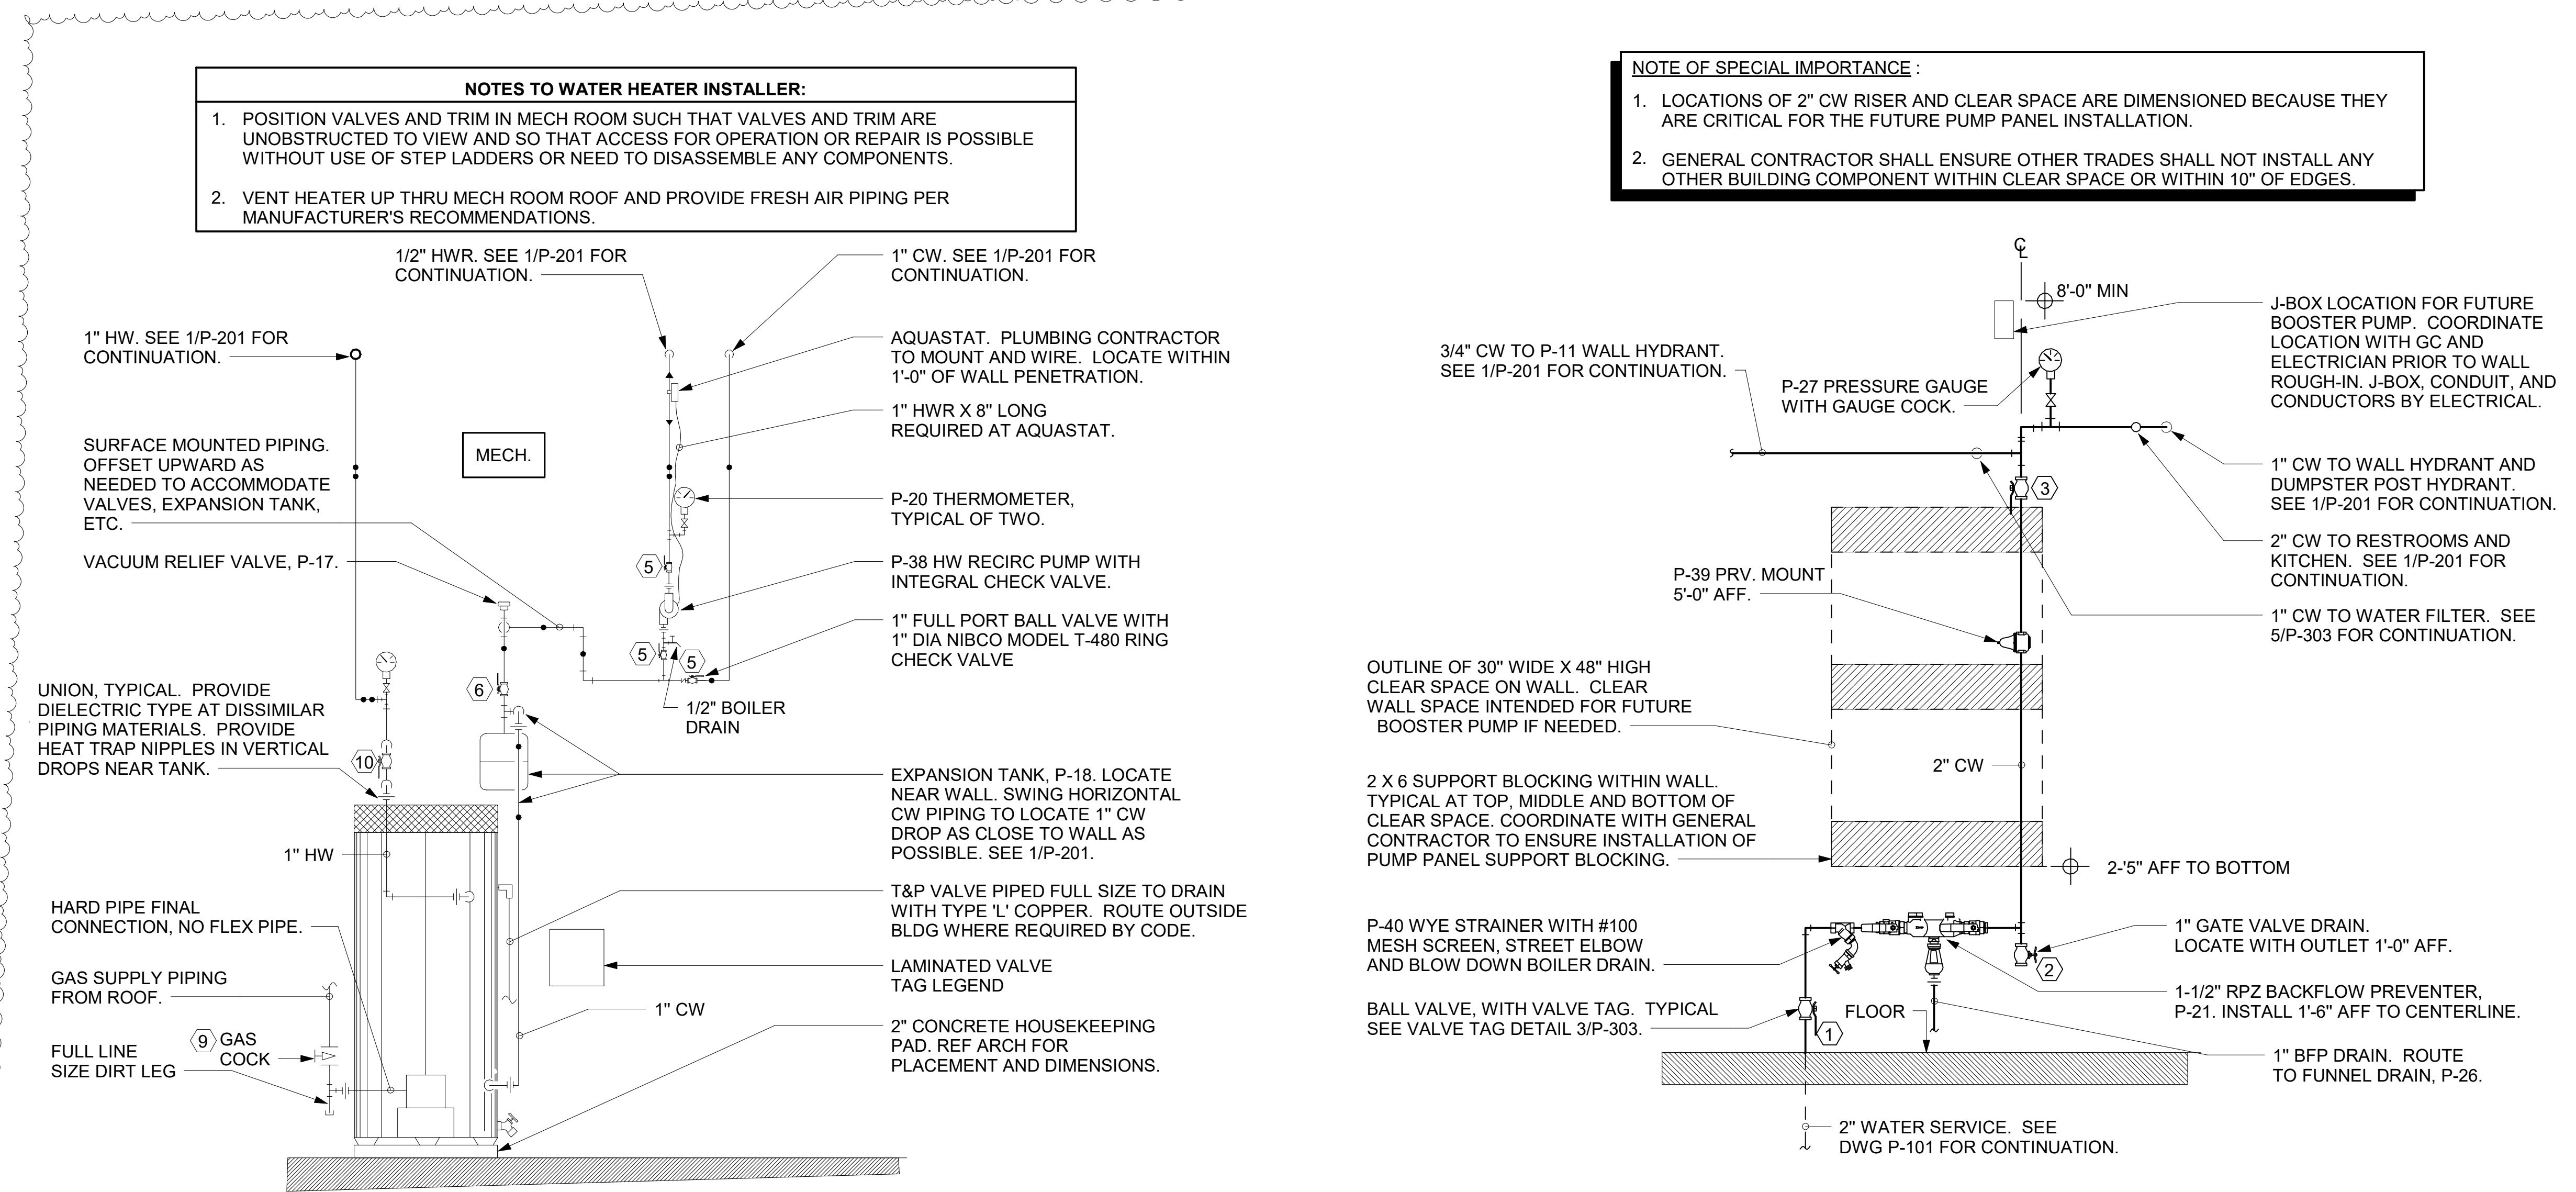 NOTES TO WATER HEATER INSTALLER:
1. POSITION VALVES AND TRIM IN MECH ROOM SUCH THAT VALVES AND TRIM ARE
UNOBSTRUCTED TO VIEW AND SO THAT ACCESS FOR OPERATION OR REPAIR IS POSSIBLE
WITHOUT USE OF STEP LADDERS OR NEED TO DISASSEMBLE ANY COMPONENTS.
2. VENT HEATER UP THRU MECH ROOM ROOF AND PROVIDE FRESH AIR PIPING PER
MANUFACTURER'S RECOMMENDATIONS.
1/2" HWR. SEE 1/P-201 FOR
CONTINUATION.
1" CW. SEE 1/P-201 FOR
CONTINUATION.
1" HW. SEE 1/P-201 FOR
CONTINUATION.
AQUASTAT. PLUMBING CONTRACTOR
TO MOUNT AND WIRE. LOCATE WITHIN
1'-0" OF WALL PENETRATION.
1" HWR X 8" LONG
REQUIRED AT AQUASTAT.
SURFACE MOUNTED PIPING.
OFFSET UPWARD AS
NEEDED TO ACCOMMODATE
VALVES, EXPANSION TANK,
ETC.
MECH.
P-20 THERMOMETER,
TYPICAL OF TWO.
VACUUM RELIEF VALVE, P-17.
5
P-38 HW RECIRC PUMP WITH
INTEGRAL CHECK VALVE.
1" FULL PORT BALL VALVE WITH
1" DIA NIBCO MODEL T-480 RING
CHECK VALVE
5
5
6
1/2" BOILER
DRAIN
UNION, TYPICAL. PROVIDE
DIELECTRIC TYPE AT DISSIMILAR
PIPING MATERIALS. PROVIDE
HEAT TRAP NIPPLES IN VERTICAL
DROPS NEAR TANK.
10
EXPANSION TANK, P-18. LOCATE
NEAR WALL. SWING HORIZONTAL
CW PIPING TO LOCATE 1" CW
DROP AS CLOSE TO WALL AS
POSSIBLE. SEE 1/P-201.
1" HW
T&P VALVE PIPED FULL SIZE TO DRAIN
WITH TYPE 'L' COPPER. ROUTE OUTSIDE
BLDG WHERE REQUIRED BY CODE.
HARD PIPE FINAL
CONNECTION, NO FLEX PIPE.
LAMINATED VALVE
TAG LEGEND
GAS SUPPLY PIPING
FROM ROOF.
1" CW
9 GAS
COCK
2" CONCRETE HOUSEKEEPING
PAD. REF ARCH FOR
PLACEMENT AND DIMENSIONS.
FULL LINE
SIZE DIRT LEG
NOTE OF SPECIAL IMPORTANCE :
1. LOCATIONS OF 2" CW RISER AND CLEAR SPACE ARE DIMENSIONED BECAUSE THEY
ARE CRITICAL FOR THE FUTURE PUMP PANEL INSTALLATION.
2. GENERAL CONTRACTOR SHALL ENSURE OTHER TRADES SHALL NOT INSTALL ANY
OTHER BUILDING COMPONENT WITHIN CLEAR SPACE OR WITHIN 10" OF EDGES.
℄
8'-0" MIN
J-BOX LOCATION FOR FUTURE
BOOSTER PUMP. COORDINATE
LOCATION WITH GC AND
ELECTRICIAN PRIOR TO WALL
ROUGH-IN. J-BOX, CONDUIT, AND
CONDUCTORS BY ELECTRICAL.
3/4" CW TO P-11 WALL HYDRANT.
SEE 1/P-201 FOR CONTINUATION.
P-27 PRESSURE GAUGE
WITH GAUGE COCK.
1" CW TO WALL HYDRANT AND
DUMPSTER POST HYDRANT.
SEE 1/P-201 FOR CONTINUATION.
3
2" CW TO RESTROOMS AND
KITCHEN. SEE 1/P-201 FOR
CONTINUATION.
P-39 PRV. MOUNT
5'-0" AFF.
1" CW TO WATER FILTER. SEE
5/P-303 FOR CONTINUATION.
OUTLINE OF 30" WIDE X 48" HIGH
CLEAR SPACE ON WALL. CLEAR
WALL SPACE INTENDED FOR FUTURE
BOOSTER PUMP IF NEEDED.
2" CW
2 X 6 SUPPORT BLOCKING WITHIN WALL.
TYPICAL AT TOP, MIDDLE AND BOTTOM OF
CLEAR SPACE. COORDINATE WITH GENERAL
CONTRACTOR TO ENSURE INSTALLATION OF
PUMP PANEL SUPPORT BLOCKING.
2-'5" AFF TO BOTTOM
P-40 WYE STRAINER WITH #100
MESH SCREEN, STREET ELBOW
AND BLOW DOWN BOILER DRAIN.
1" GATE VALVE DRAIN.
LOCATE WITH OUTLET 1'-0" AFF.
2
1-1/2" RPZ BACKFLOW PREVENTER,
P-21. INSTALL 1'-6" AFF TO CENTERLINE.
BALL VALVE, WITH VALVE TAG. TYPICAL
SEE VALVE TAG DETAIL 3/P-303.
1
FLOOR
1" BFP DRAIN. ROUTE
TO FUNNEL DRAIN, P-26.
2" WATER SERVICE. SEE
DWG P-101 FOR CONTINUATION.